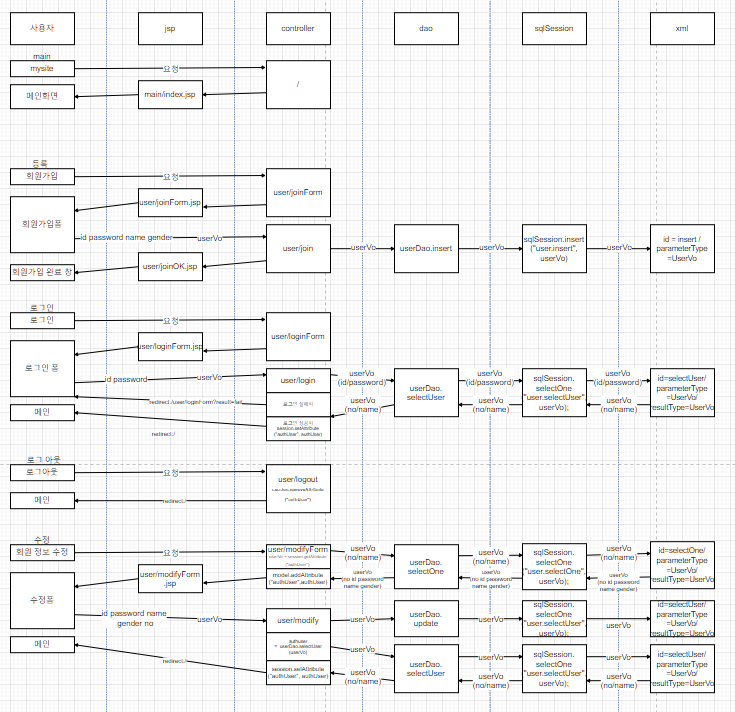 사용자
jsp
controller
dao
sqlSession
xml
main
mysite
요청
/
메인화면
main/index.jsp
등록
회원가입
요청
user/joinForm
user/joinForm.jsp
회원가입폼
id password name gender
userVo
user/join
userVo
userDao.insert
userVo
sqlSession.insert
("user.insert",
userVo)
userVo
id = insert /
parameterType
=UserVo
회원가입 완료 창
user/joinOK.jsp
로그인
로그인
요청
user/loginForm
user/loginForm.jsp
로그인 폼
id password
userVo
user/login
userVo
(id/password)
userVo
(no/name)
userDao.
selectUser
userVo
(id/password)
userVo
(no/name)
sqlSession.
selectOne
"user.selectUser",
userVo);
userVo
(id/password)
userVo
(no/name)
id=selectUser/
parameterType
=UserVo/
resultType=UserVo
redirect:/user/loginForm?result=fail
로그인 실패시
메인
redirect:/
로그인 성공시
session.setAttribute
("authUser", authUser)
로그 아웃
로그아웃
요청
user/logout
("authUser")
메인
redirect:/
수정
회원 정보 수정
요청
user/modifyForm
("authUser")
model.addAttribute
("authUser",authUser)
userVo
(no/name)
userVo
(no id password
name gender)
userDao.
selectOne
userVo
(no/name)
userVo
(no id password
name gender)
sqlSession.
selectOne
("user.selectOne",
userVo);
userVo
(no/name)
userVo
(no id password
name gender)
id=selectOne/
parameterType
=UserVo/
resultType=UserVo
user/modifyForm
.jsp
수정폼
id password name
gender no
userVo
user/modify
userVo
userDao.
update
userVo
sqlSession.
selectOne
"user.selectUser",
userVo);
userVo
id=selectUser/
parameterType
=UserVo/
resultType=UserVo
메인
redirect:/
authuser
= userDao.selectUser
(userVo)
session.setAttribute
("authUser", authUser)
userVo
userVo
(no/name)
userDao.
selectUser
userVo
userVo
(no/name)
sqlSession.
selectOne
"user.selectUser",
userVo);
userVo
userVo
(no/name)
id=selectUser/
parameterType
=UserVo/
resultType=UserVo